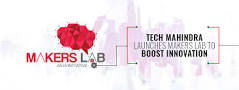 MAKERS LAB
TECH MAHINDRA
LAUNCHES MAKERS LAB TO
BOOST INNOVATION